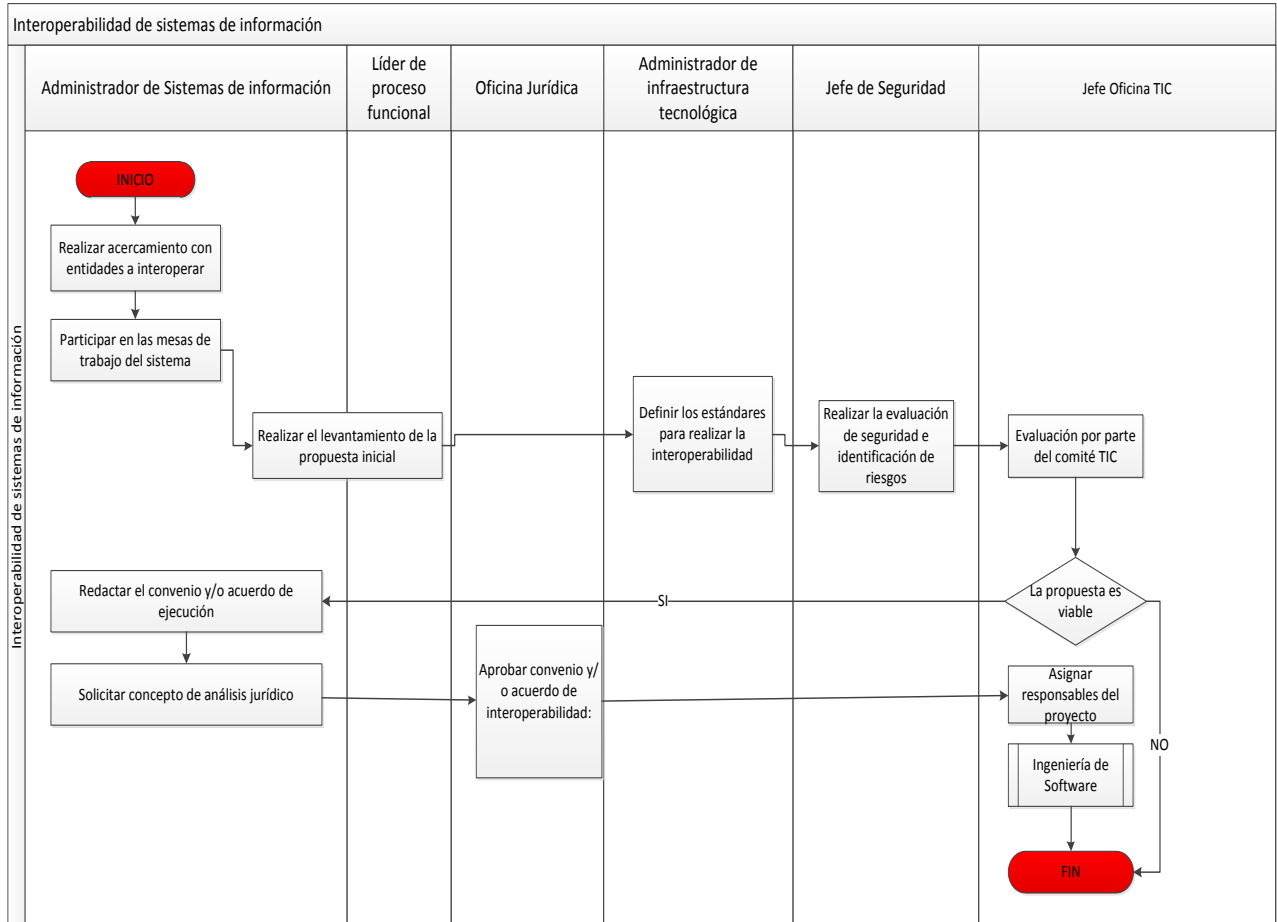 Interoperabilidad de sistemas de información
Interoperabilidad de sistemas de información
Administrador de Sistemas de información
Líder de
proceso
funcional
Oficina Jurídica
Administrador de
infraestructura
tecnológica
Jefe de Seguridad
Jefe Oficina TIC
INICIO
Realizar acercamiento con
entidades a interoperar
Participar en las mesas de
trabajo del sistema
Realizar el levantamiento de la
propuesta inicial
Definir los estándares
para realizar la
interoperabilidad
Realizar la evaluación
de seguridad e
identificación de
riesgos
Evaluación por parte
del comité TIC
La propuesta es
viable
SI
NO
Redactar el convenio y/o acuerdo de
ejecución
Solicitar concepto de análisis jurídico
Aprobar convenio y/
o acuerdo de
interoperabilidad:
Asignar
responsables del
proyecto
Ingeniería de
Software
FIN